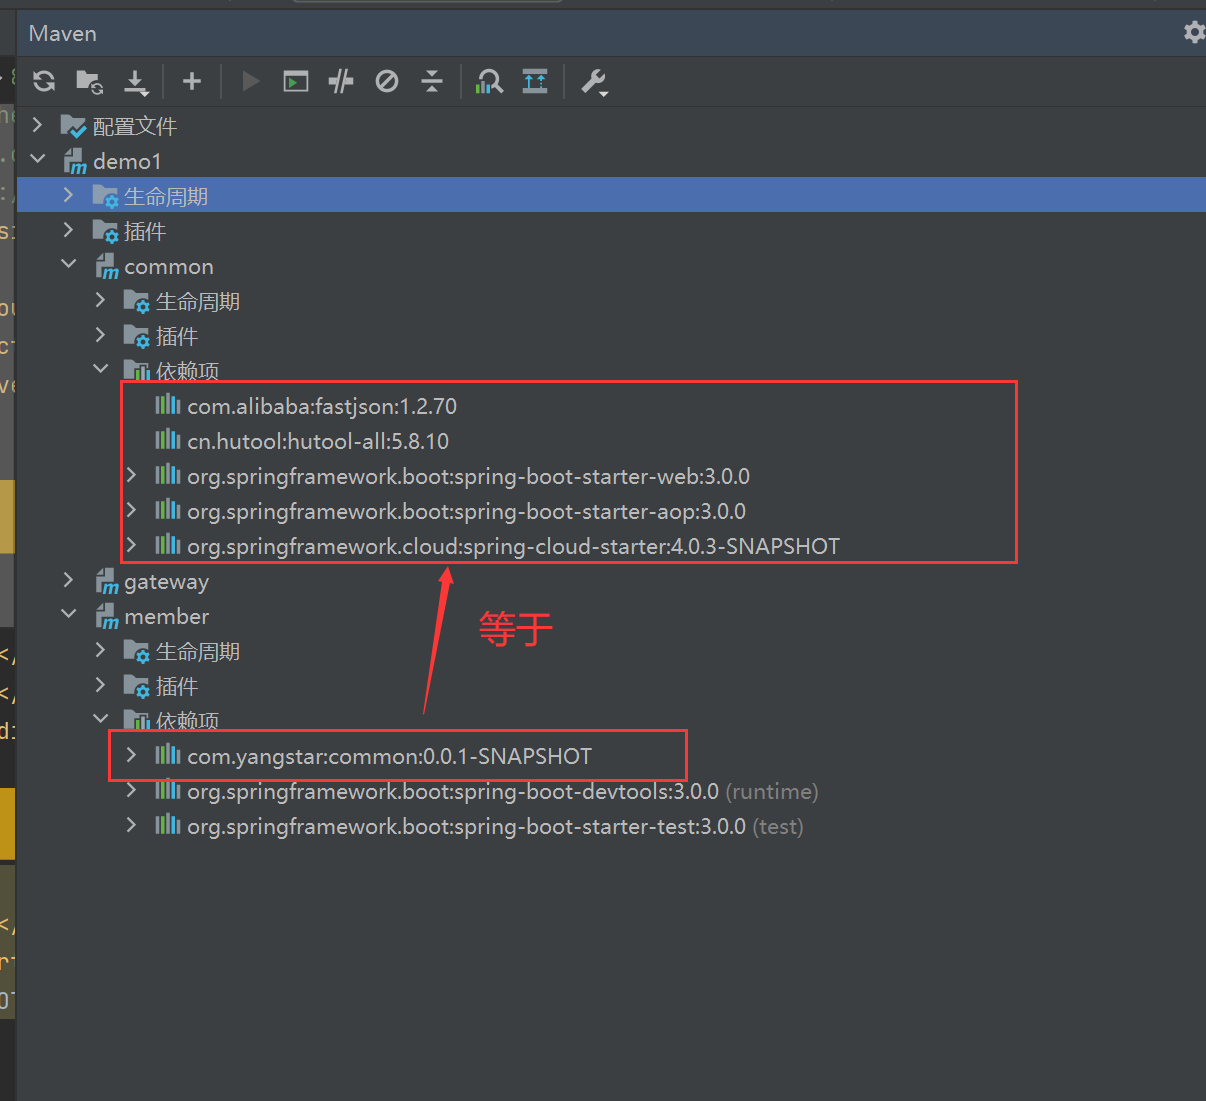 Maven
配置文件
demo1
生命周期
插件
common
生命周期
插件
依赖项
com.alibaba:fastjson:1.2.70
cn.hutool:hutool-all:5.8.10
org.springframework.boot:spring-boot-starter-web:3.0.0
org.springframework.boot:spring-boot-starter-aop:3.0.0
org.springframework.cloud:spring-cloud-starter:4.0.3-SNAPSHOT
gateway
等于
member
生命周期
插件
依赖项
com.yangstar:common:0.0.1-SNAPSHOT
org.springframework.boot:spring-boot-devtools:3.0.0 (runtime)
org.springframework.boot:spring-boot-starter-test:3.0.0 (test)